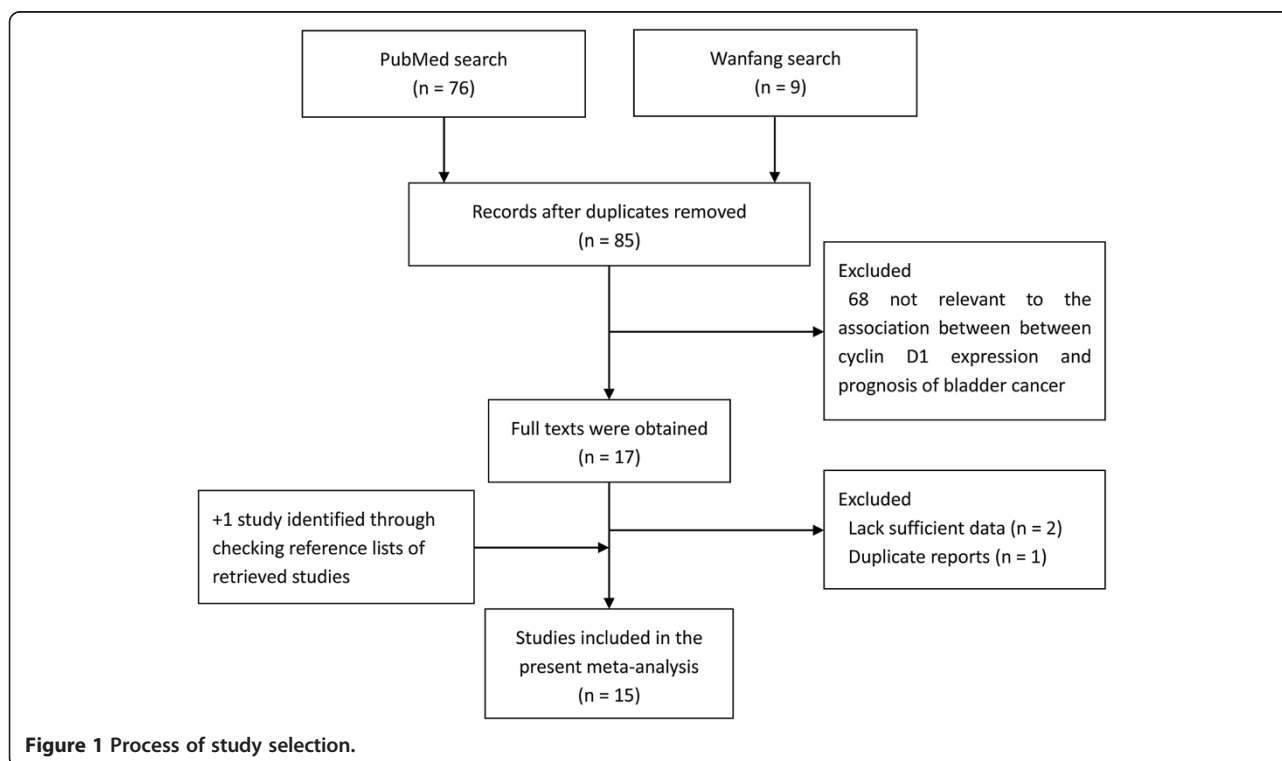 PubMed search
(n = 76)
Wanfang search
(n = 9)
Records after duplicates removed
(n = 85)
Excluded
68 not relevant to the
association between between
cyclin D1 expression and
prognosis of bladder cancer
Full texts were obtained
(n = 17)
+1 study identified through
checking reference lists of
retrieved studies
Excluded
Lack sufficient data (n = 2)
Duplicate reports (n = 1)
Studies included in the
present meta-analysis
(n = 15)
Figure 1 Process of study selection.